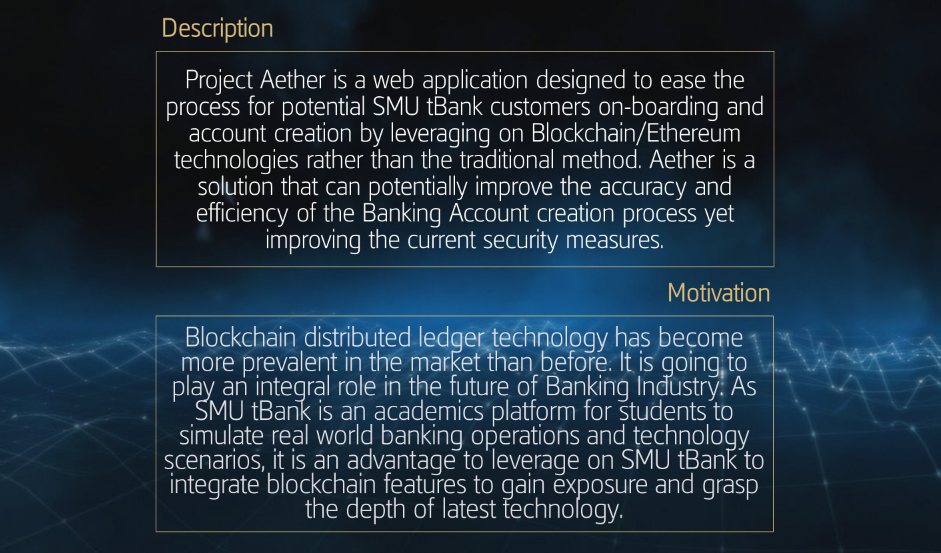 Description
Project Aether is a web application designed to ease the
process for potential SMU tBank customers on-boarding and
account creation by leveraging on Blockchain/Ethereum
technologies rather than the traditional method. Aether is a
solution that can potentially improve the accuracy and
efficiency of the Banking Account creation process yet
improving the current security measures.
Motivation
Blockchain distributed ledger technology has become
more prevalent in the market than before. It is going to
play an integral role in the future of Banking Industry. As
SMU tBank is an academics platform for students to
simulate real world banking operations and technology
scenarios, it is an advantage to leverage on SMU tBank to
integrate blockchain features to gain exposure and grasp
the depth of latest technology.